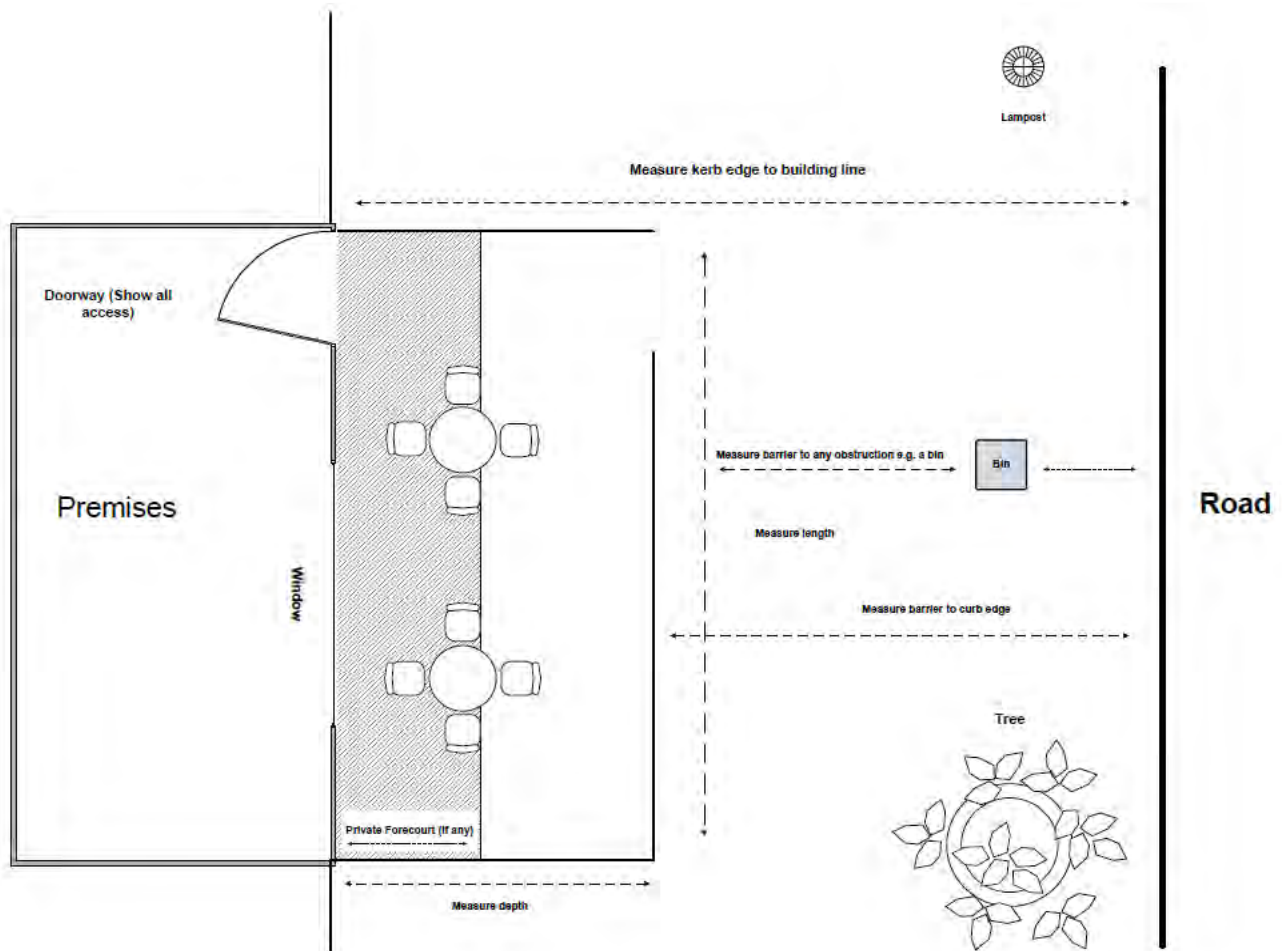 Lampost
Measure kerb edge to building line
Doorway (Show all
access)
Measure barrier to any obstruction e.g. a bin
Bin
Premises
Road
Measure length
Window
Measure barrier to curb edge
Tree
Private Forecourt (if any)
Measure depth